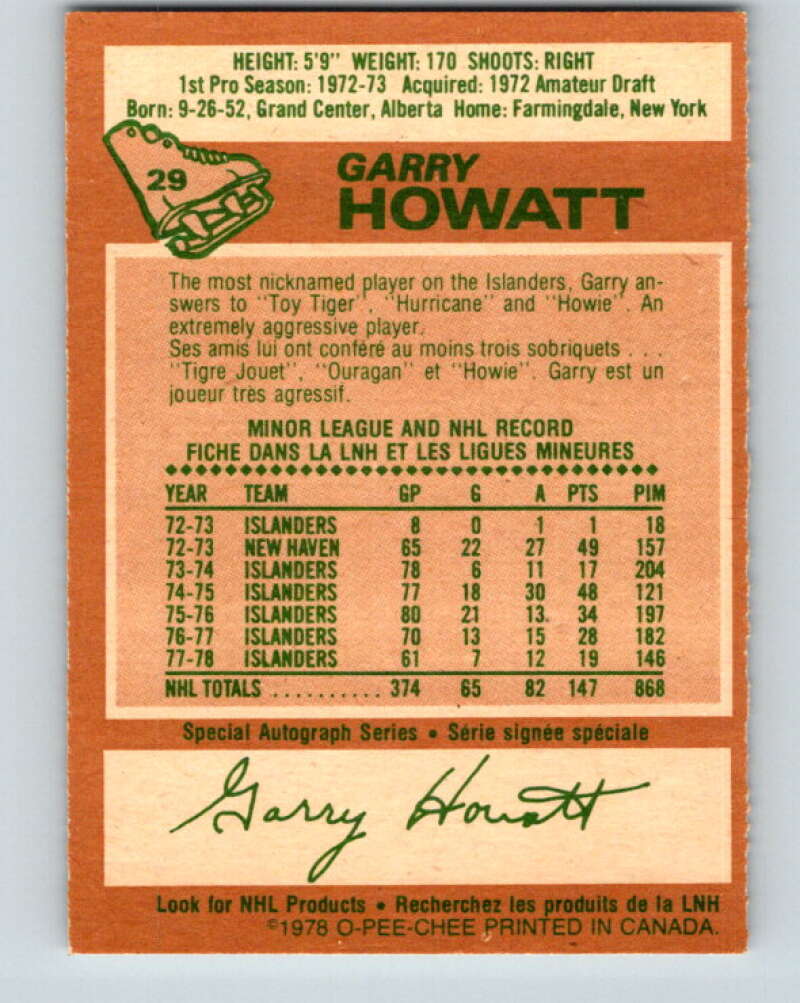 HEIGHT: 5'9" WEIGHT: 170 SHOOTS: RIGHT
1st Pro Season: 1972-73 Acquired: 1972 Amateur Draft
Born: 9-26-52, Grand Center, Alberta Home: Farmingdale, New York
29
GARRY
HOWATT
The most nicknamed player on the Islanders, Garry an-
swers to "Toy Tiger", "Hurricane" and "Howie". An
extremely aggressive player.
Ses amis lui ont conféré au moins trois sobriquets . . .
"Tigre Jouet", "Ouragan" et "Howie". Garry est un
joueur très agressif.
MINOR LEAGUE AND NHL RECORD
FICHE DANS LA LNH ET LES LIGUES MINEURES
YEAR TEAM GP G A PTS PIM
72-73 ISLANDERS 8 0 1 1 18
72-73 NEW HAVEN 65 22 27 49 157
73-74 ISLANDERS 78 6 11 17 204
74-75 ISLANDERS 77 18 30 48 121
75-76 ISLANDERS 80 21 13 34 197
76-77 ISLANDERS 70 13 15 28 182
77-78 ISLANDERS 61 7 12 19 146
NHL TOTALS .......... 374 65 82 147 868
Special Autograph Series • Série signée spéciale
Garry Howatt
Look for NHL Products • Recherchez les produits de la LNH
©1978 O-PEE-CHEE PRINTED IN CANADA.